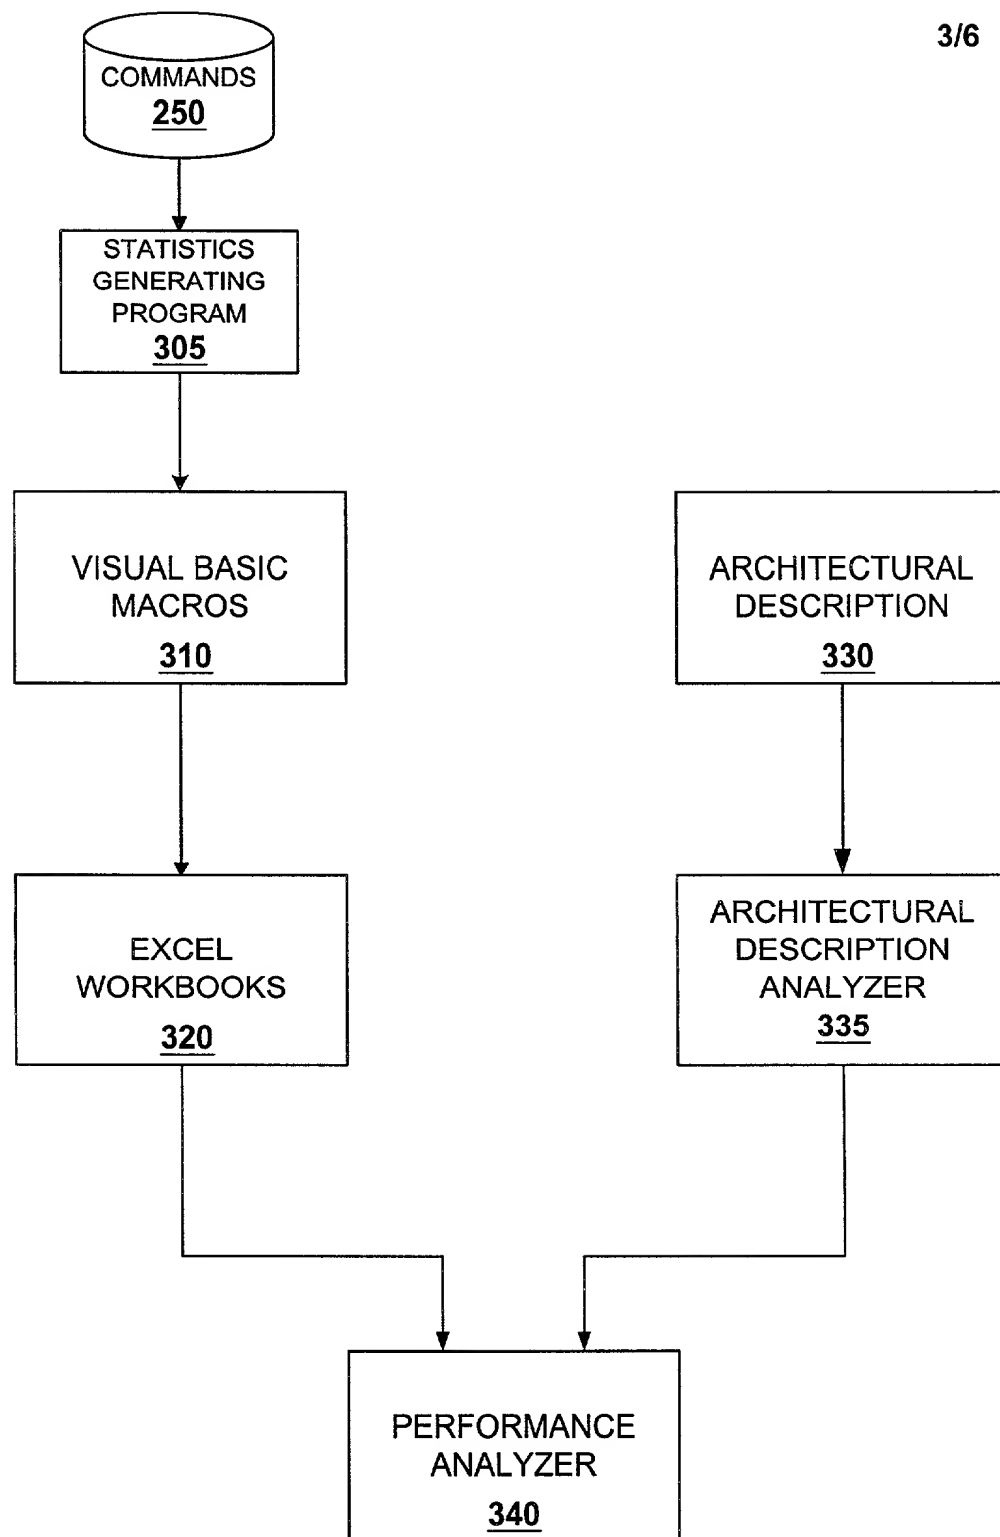 3/6
COMMANDS
250
STATISTICS
GENERATING
PROGRAM
305
VISUAL BASIC
MACROS
310
ARCHITECTURAL
DESCRIPTION
330
EXCEL
WORKBOOKS
320
ARCHITECTURAL
DESCRIPTION
ANALYZER
335
PERFORMANCE
ANALYZER
340